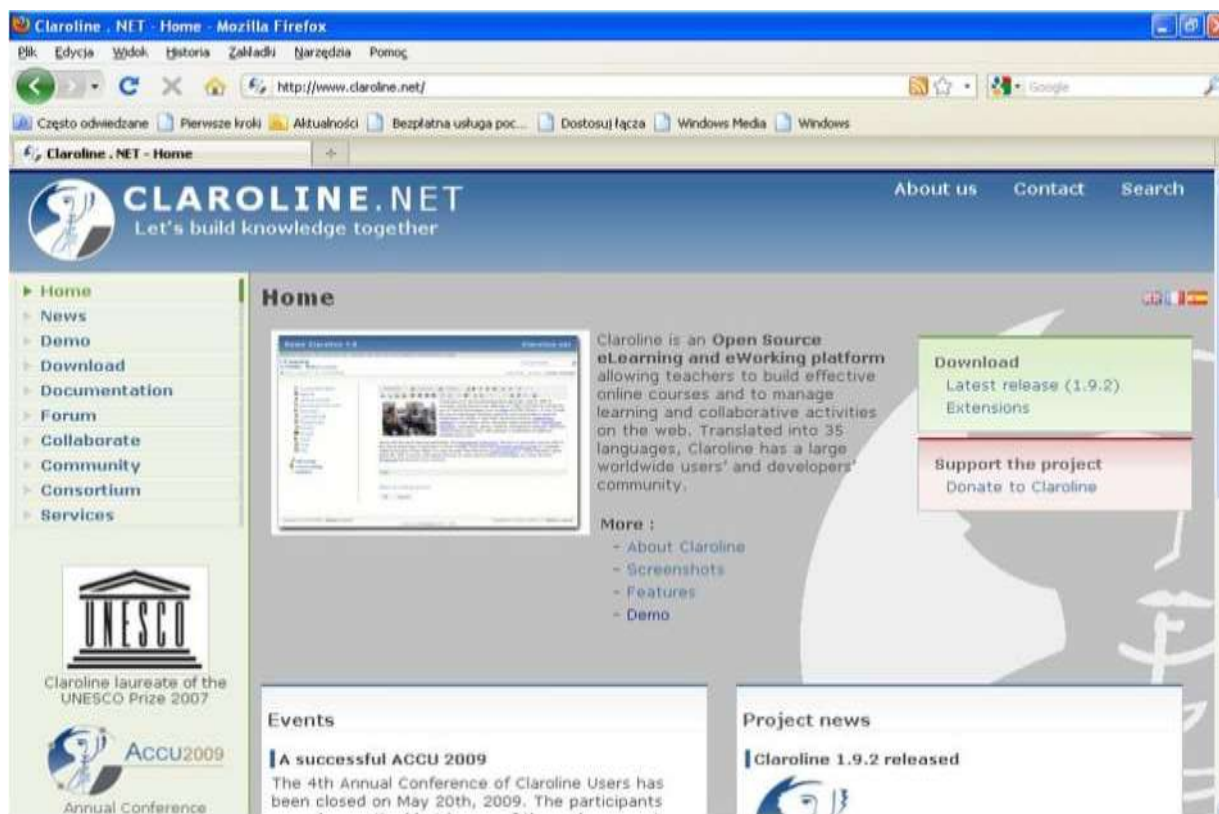 Claroline . NET - Home - Mozilla Firefox
Plik Edycja Widok Historia Zakładki Narzędzia Pomoc
http://www.claroline.net/
Google
Często odwiedzane Pierwsze kroki Aktualności Bezpłatna usługa poc... Dostosuj łącza Windows Media Windows
Claroline . NET - Home
CLAROLINE.NET
Let's build knowledge together
About us Contact Search
Home
News
Demo
Download
Documentation
Forum
Collaborate
Community
Consortium
Services
UNESCO
Claroline laureate of the
UNESCO Prize 2007
ACCU2009
Annual Conference
Home
Claroline is an Open Source
eLearning and eWorking platform
allowing teachers to build effective
online courses and to manage
learning and collaborative activities
on the web. Translated into 35
languages, Claroline has a large
worldwide users' and developers'
community.
More :
- About Claroline
- Screenshots
- Features
- Demo
Download
Latest release (1.9.2)
Extensions
Support the project
Donate to Claroline
Events
A successful ACCU 2009
The 4th Annual Conference of Claroline Users has
been closed on May 20th, 2009. The participants
Project news
Claroline 1.9.2 released